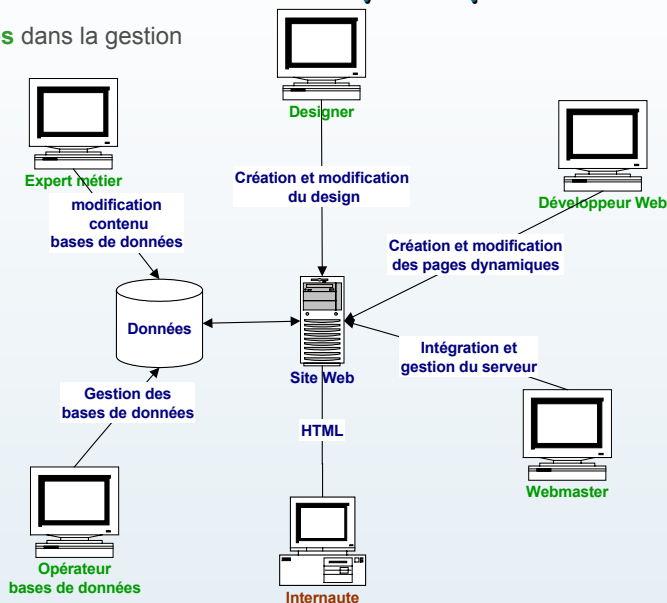 s dans la gestion
Designer
Expert métier
Développeur Web
Création et modification
du design
modification
contenu
bases de données
Création et modification
des pages dynamiques
Données
Intégration et
gestion du serveur
Site Web
Gestion des
bases de données
HTML
Webmaster
Opérateur
bases de données
Internaute